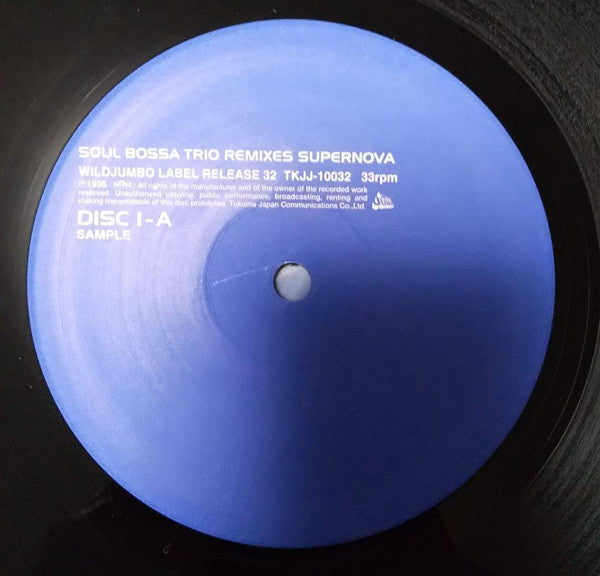 SOUL BOSSA TRIO REMIXES SUPERNOVA
WILDJUMBO LABEL RELEASE 32 TKJJ-10032 33rpm
℗1998 All rights of the manufacturer and of the owner of the recorded work
reserved. Unauthorized copying, public performance, broadcasting, renting and
making transmittable of this disc prohibited. Tokuma Japan Communications Co.,Ltd.
DISC 1-A
SAMPLE